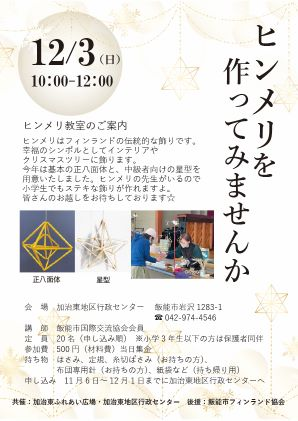 ヒンメリを
作ってみませんか
12/3(日)
10:00-12:00
ヒンメリ教室のご案内
ヒンメリはフィンランドの伝統的な飾りです。
幸福のシンボルとしてインテリアや
クリスマスツリーに飾ります。
今年は基本の正八面体と、中級者向けの星型を
用意いたしました。ヒンメリの先生がいるので
小学生でもステキな飾りが作れますよ。
皆さんのお越しをお待ちしております☆
正八面体
星型
会 場 加治東地区行政センター 飯能市岩沢 1283-1
☎ 042-974-4546
講 師 飯能市国際交流協会会員
定 員 20 名(申し込み順) ※小学 3 年生以下の方は保護者同伴
参加費 500 円(材料費)当日集金
持ち物 はさみ、定規、糸切ばさみ(お持ちの方)、
布団専用針(お持ちの方)、紙袋など(持ち帰り用)
申し込み 11 月 6 日~ 12 月 1 日までに加治東地区行政センターへ
共催:加治東ふれあい広場・加治東地区行政センター 後援:飯能市フィンランド協会